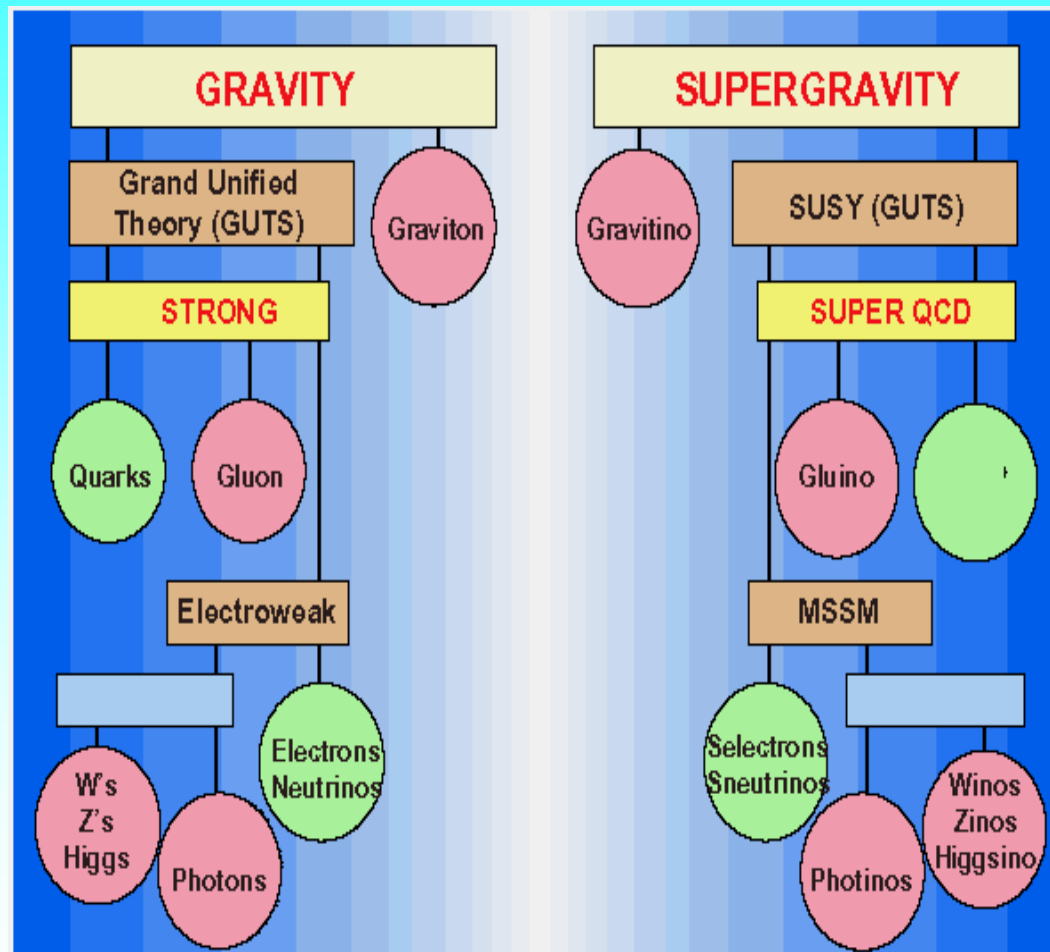 GRAVITY
Grand Unified
Theory (GUTS)
Graviton
STRONG
Quarks
Gluon
Electroweak
Electrons
Neutrinos
W's
Z's
Higgs
Photons
SUPERGRAVITY
Gravitino
SUSY (GUTS)
SUPER QCD
Gluino
MSSM
Selectrons
Sneutrinos
Photinos
Winos
Zinos
Higgsino